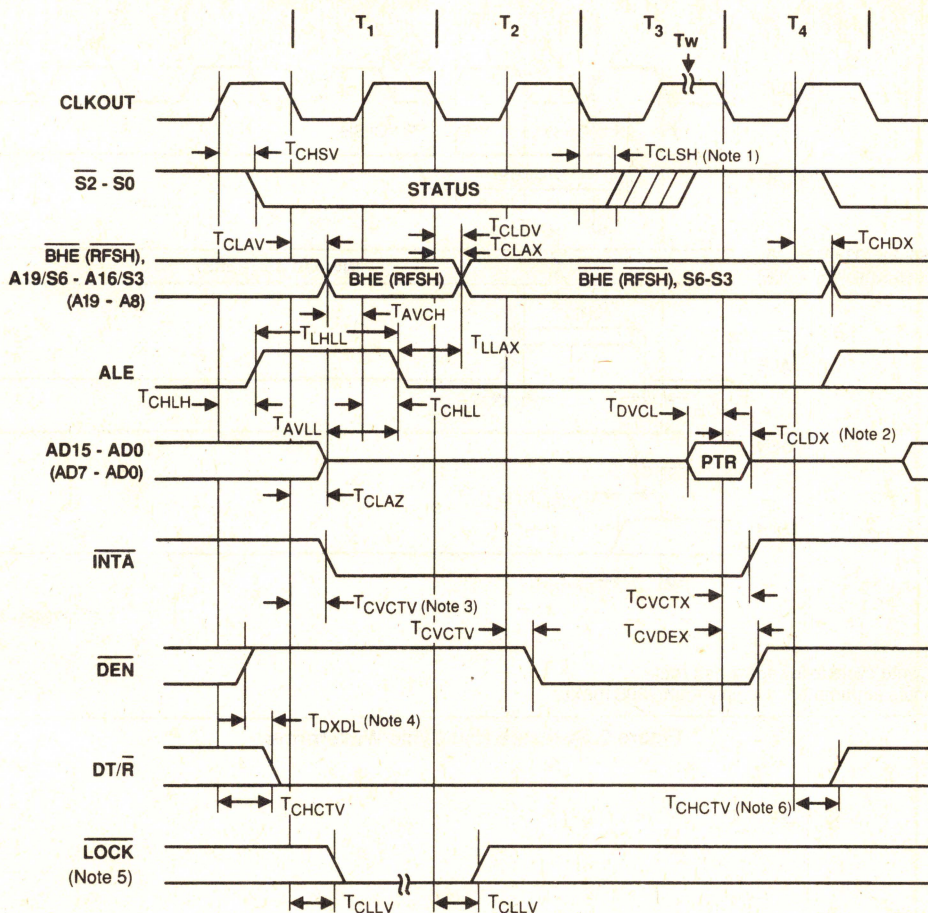 T1 T2 T3 T4
TW
CLKOUT
TCHSV
TCLSH (Note 1)
S2 - S0
STATUS
TCLAV
TCLDV
TCLAX
TCHDX
BHE (RFSH),
A19/S6 - A16/S3
(A19 - A8)
BHE (RFSH)
BHE (RFSH), S6-S3
TAVCH
TLHLL
TLLAX
ALE
TCHLH
TCHLL
TAVLL
TDVCL
TCLDX (Note 2)
AD15 - AD0
(AD7 - AD0)
PTR
TCLAZ
INTA
TCVCTV (Note 3)
TCVCTX
TCVCTV
TCVDEX
DEN
TDXDL (Note 4)
DT/R
TCHCTV
TCHCTV (Note 6)
LOCK
(Note 5)
TCLLV
TCLLV